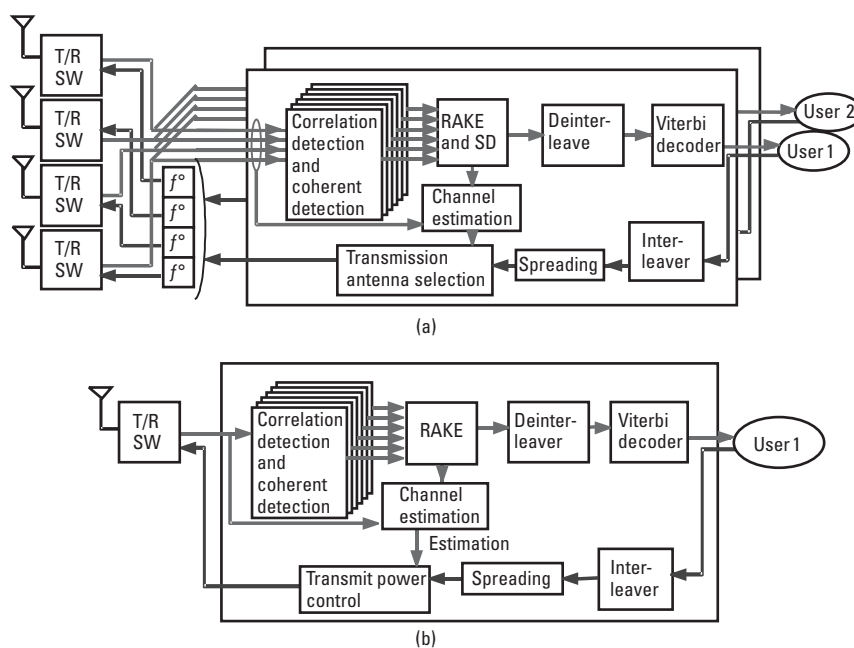 T/R
SW
T/R
SW
T/R
SW
T/R
SW
f°
f°
f°
f°
Correlation
detection
and
coherent
detection
RAKE
and SD
Deinter-
leave
Viterbi
decoder
User 2
User 1
Channel
estimation
Transmission
antenna selection
Spreading
Inter-
leaver
(a)
T/R
SW
Correlation
detection
and
coherent
detection
RAKE
Deinter-
leaver
Viterbi
decoder
User 1
Channel
estimation
Estimation
Transmit power
control
Spreading
Inter-
leaver
(b)